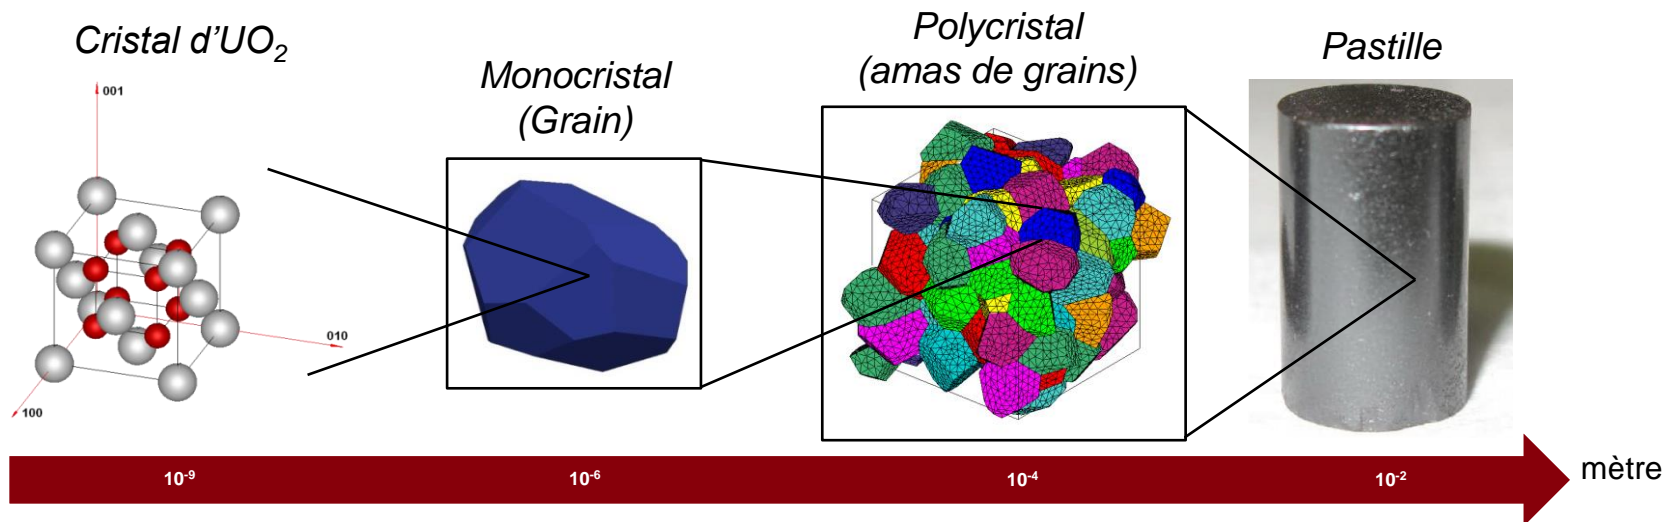 Cristal d'UO₂
Monocristal
(Grain)
Polycristal
(amas de grains)
Pastille
001
010
100
10⁻⁹
10⁻⁶
10⁻⁴
10⁻²
mètre